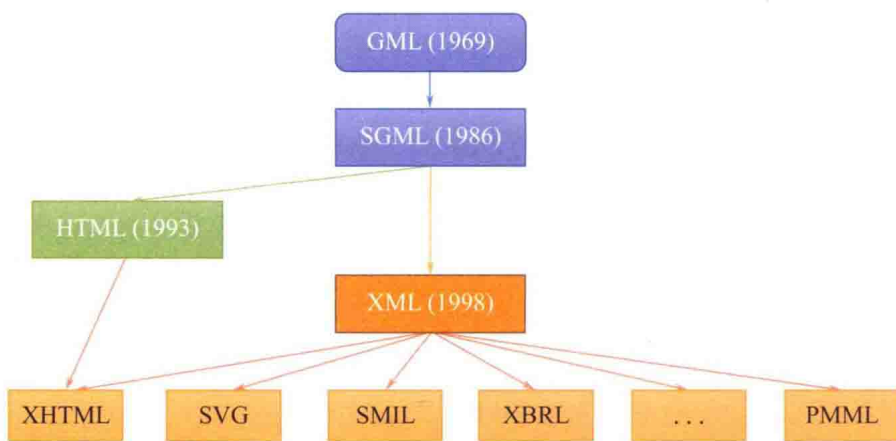 GML (1969)
SGML (1986)
HTML (1993)
XML (1998)
XHTML
SVG
SMIL
XBRL
...
PMML